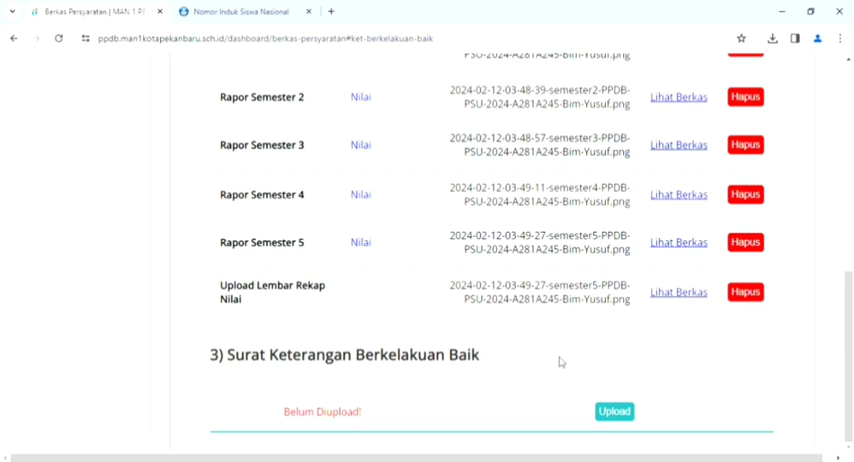 Berkas Persyaratan | MAN 1 PE
Nomor Induk Siswa Nasional
ppdb.man1kotapekanbaru.sch.id/dashboard/berkas-persyaratan#ket-berkelakuan-baik
PSU-2024-A281A245-Bim-Yusuf.png
Rapor Semester 2 Nilai 2024-02-12-03-48-39-semester2-PPDB- Lihat Berkas Hapus
PSU-2024-A281A245-Bim-Yusuf.png
Rapor Semester 3 Nilai 2024-02-12-03-48-57-semester3-PPDB- Lihat Berkas Hapus
PSU-2024-A281A245-Bim-Yusuf.png
Rapor Semester 4 Nilai 2024-02-12-03-49-11-semester4-PPDB- Lihat Berkas Hapus
PSU-2024-A281A245-Bim-Yusuf.png
Rapor Semester 5 Nilai 2024-02-12-03-49-27-semester5-PPDB- Lihat Berkas Hapus
PSU-2024-A281A245-Bim-Yusuf.png
Upload Lembar Rekap 2024-02-12-03-49-27-semester5-PPDB- Lihat Berkas Hapus
Nilai PSU-2024-A281A245-Bim-Yusuf.png
3) Surat Keterangan Berkelakuan Baik
Belum Diupload! Upload